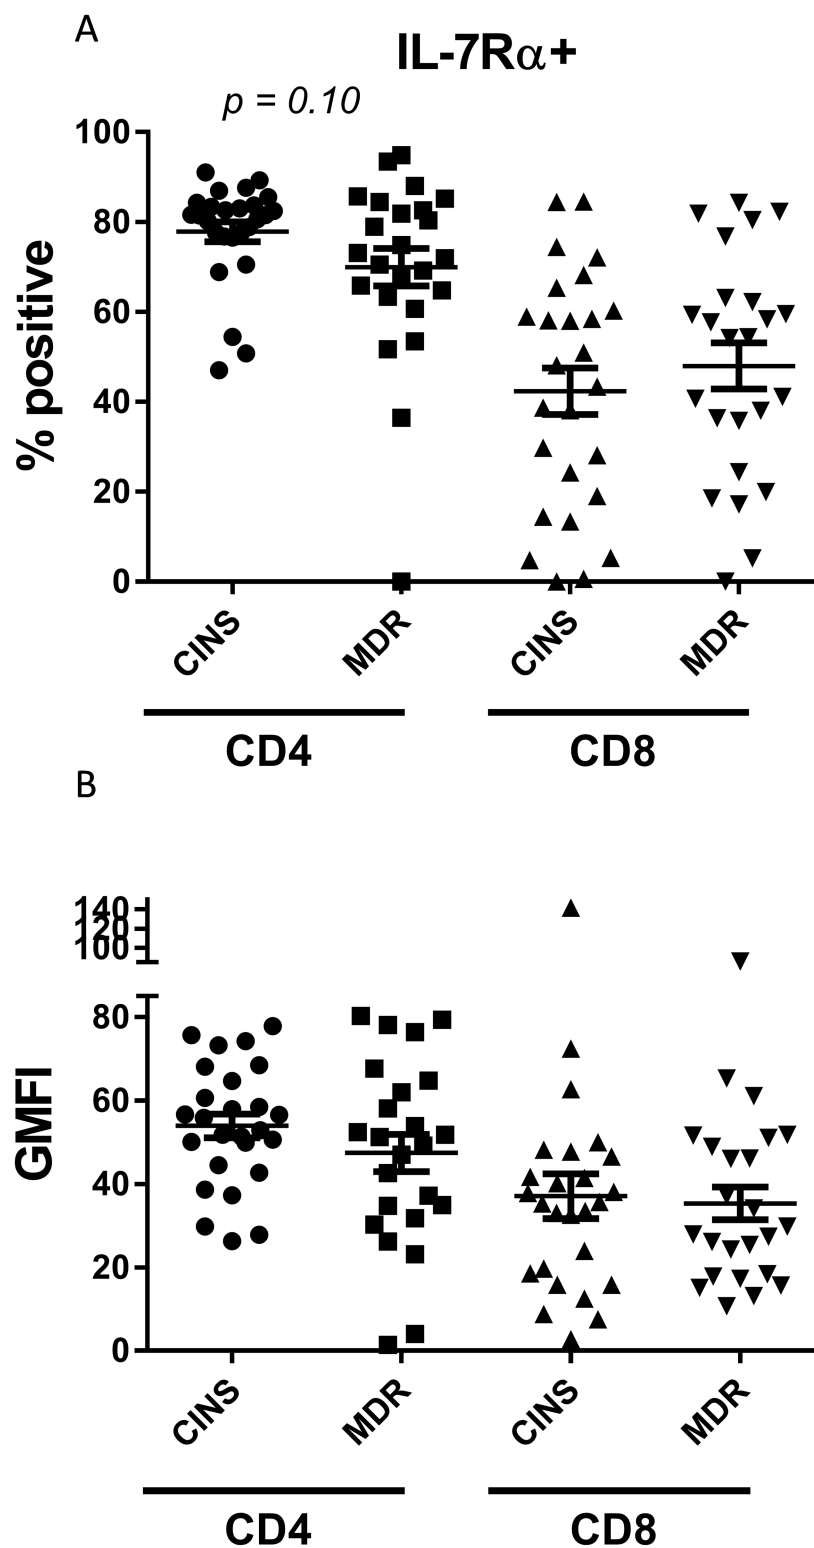 A
IL-7Rα+
p = 0.10
% positive
100
80
60
40
20
0
CINS
MDR
CINS
MDR
CD4
CD8
B
GMFI
140
120
100
80
60
40
20
0
CINS
MDR
CINS
MDR
CD4
CD8